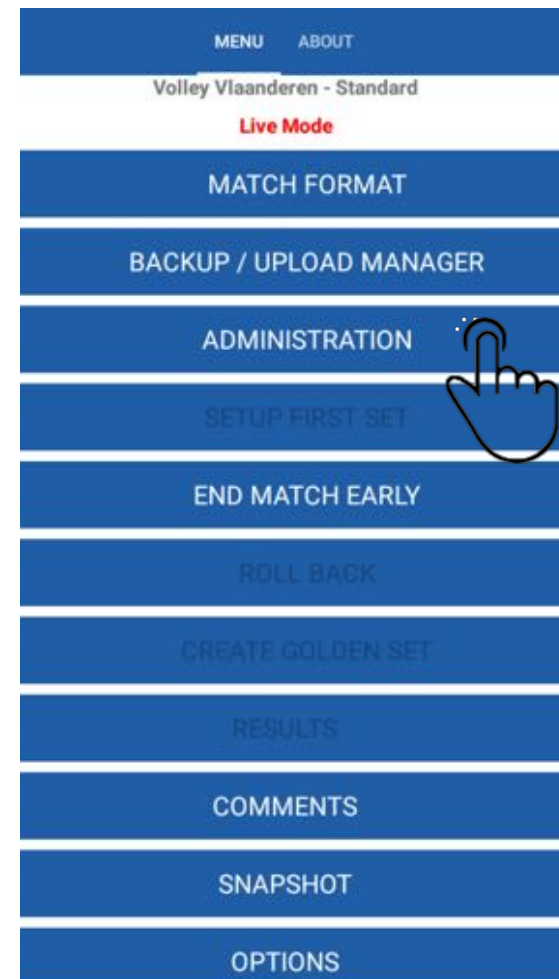 MENU ABOUT
Volley Vlaanderen - Standard
Live Mode
MATCH FORMAT
BACKUP / UPLOAD MANAGER
ADMINISTRATION
SETUP FIRST SET
END MATCH EARLY
ROLL BACK
CREATE GOLDEN SET
RESULTS
COMMENTS
SNAPSHOT
OPTIONS